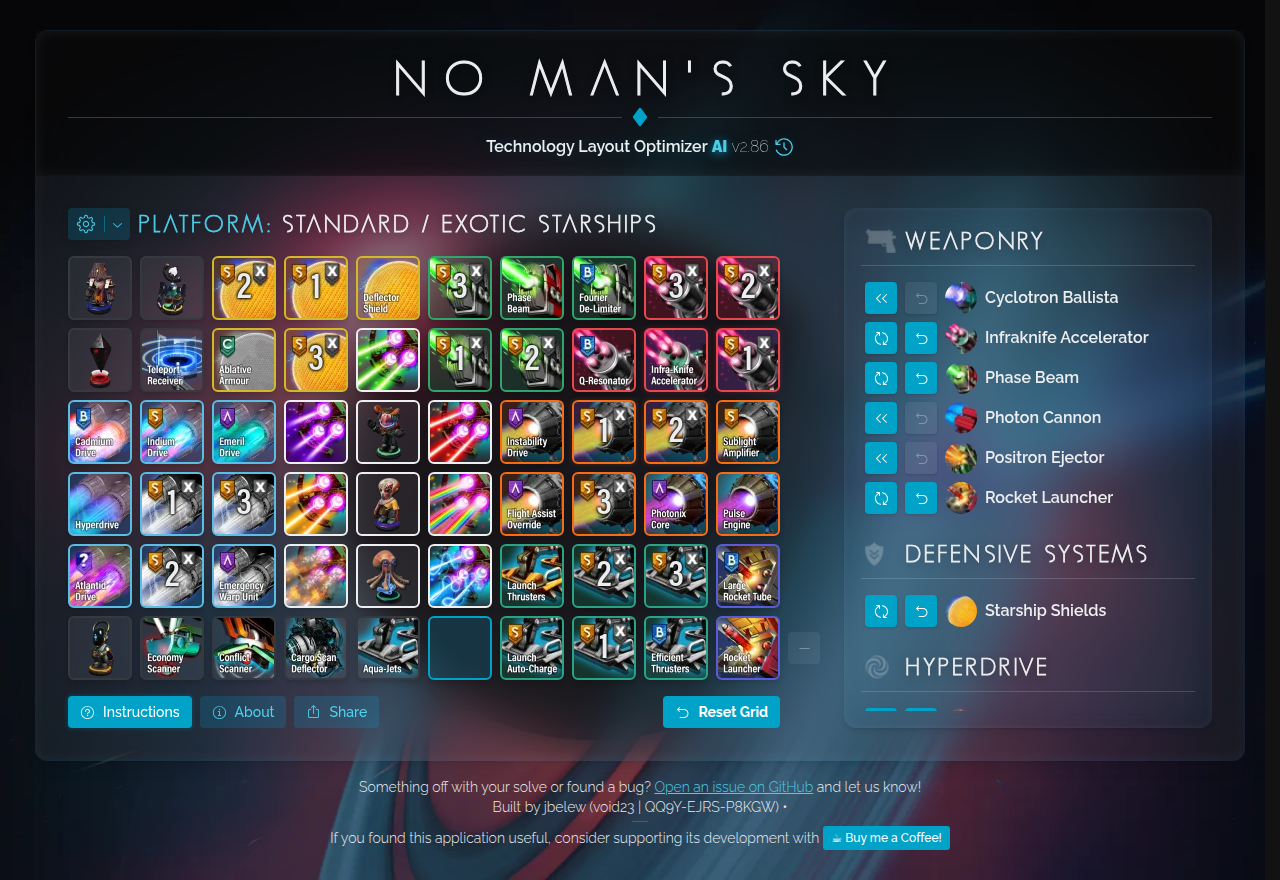 NO MAN'S SKY
Technology Layout Optimizer AI v2.86
PLATFORM: STANDARD / EXOTIC STARSHIPS
S X 2
S X 1
Deflector
Shield
S X 3
S
Phase
Beam
B
Fourier
De-Limiter
S X 3
S X 2
Teleport
Receiver
C
Ablative
Armour
S X 3
S X 1
S X 2
B
Q-Resonator
Infra-Knife
Accelerator
S X 1
B
Cadmium
Drive
S
Indium
Drive
A
Emeril
Drive
A
Instability
Drive
S X 1
S X 2
S
Sublight
Amplifier
Hyperdrive
S X 1
S X 3
A
Flight Assist
Override
S X 3
A
Photonix
Core
Pulse
Engine
?
Atlantid
Drive
S X 2
A
Emergency
Warp Unit
Launch
Thrusters
S X 2
S X 3
B
Large
Rocket Tube
Economy
Scanner
Conflict
Scanner
Cargo Scan
Deflector
Aqua-Jets
S
Launch
Auto-Charge
S X 1
B
Efficient
Thrusters
Rocket
Launcher
Instructions
About
Share
Reset Grid
WEAPONRY
Cyclotron Ballista
Infraknife Accelerator
Phase Beam
Photon Cannon
Positron Ejector
Rocket Launcher
DEFENSIVE SYSTEMS
Starship Shields
HYPERDRIVE
Something off with your solve or found a bug? Open an issue on GitHub and let us know!
Built by jbelew (void23 | QQ9Y-EJRS-P8KGW) •
If you found this application useful, consider supporting its development with Buy me a Coffee!